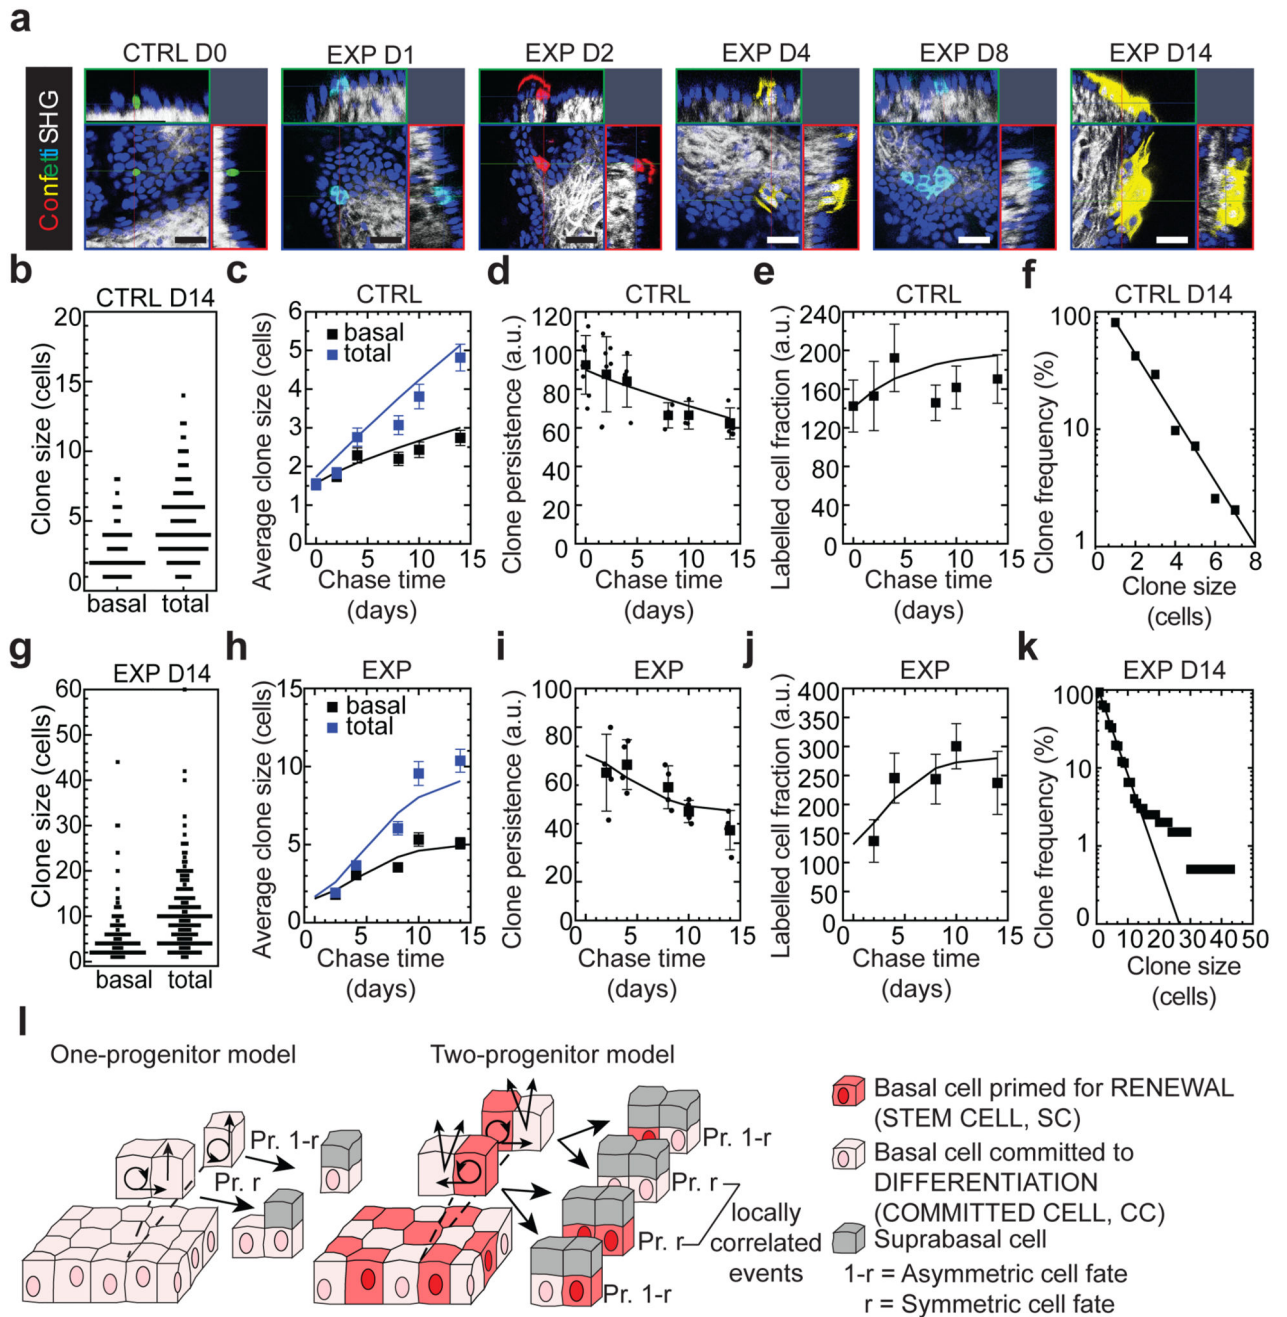 a
CTRL D0
EXP D1
EXP D2
EXP D4
EXP D8
EXP D14
Confetti SHG
b
CTRL D14
Clone size (cells)
20
15
10
5
0
basal
total
c
CTRL
Average clone size (cells)
6
5
4
3
2
1
0
basal
total
0
5
10
15
Chase time
(days)
d
CTRL
Clone persistence (a.u.)
120
100
80
60
40
20
0
0
5
10
15
Chase time
(days)
e
CTRL
Labelled cell fraction (a.u.)
240
200
160
120
80
40
0
0
5
10
15
Chase time
(days)
f
CTRL D14
Clone frequency (%)
100
10
1
0
2
4
6
8
Clone size
(cells)
g
EXP D14
Clone size (cells)
60
50
40
30
20
10
0
basal
total
h
EXP
Average clone size (cells)
15
10
5
0
basal
total
0
5
10
15
Chase time
(days)
i
EXP
Clone persistence (a.u.)
100
80
60
40
20
0
0
5
10
15
Chase time
(days)
j
EXP
Labelled cell fraction (a.u.)
400
350
300
250
200
150
100
50
0
0
5
10
15
Chase time
(days)
k
EXP D14
Clone frequency (%)
100
10
1
0
0
10
20
30
40
50
Clone size
(cells)
l
One-progenitor model
Pr. 1-r
Pr. r
Two-progenitor model
Pr. 1-r
Pr. r
Pr. r
Pr. 1-r
locally
correlated
events
Basal cell primed for RENEWAL
(STEM CELL, SC)
Basal cell committed to
DIFFERENTIATION
(COMMITTED CELL, CC)
Suprabasal cell
1-r = Asymmetric cell fate
r = Symmetric cell fate